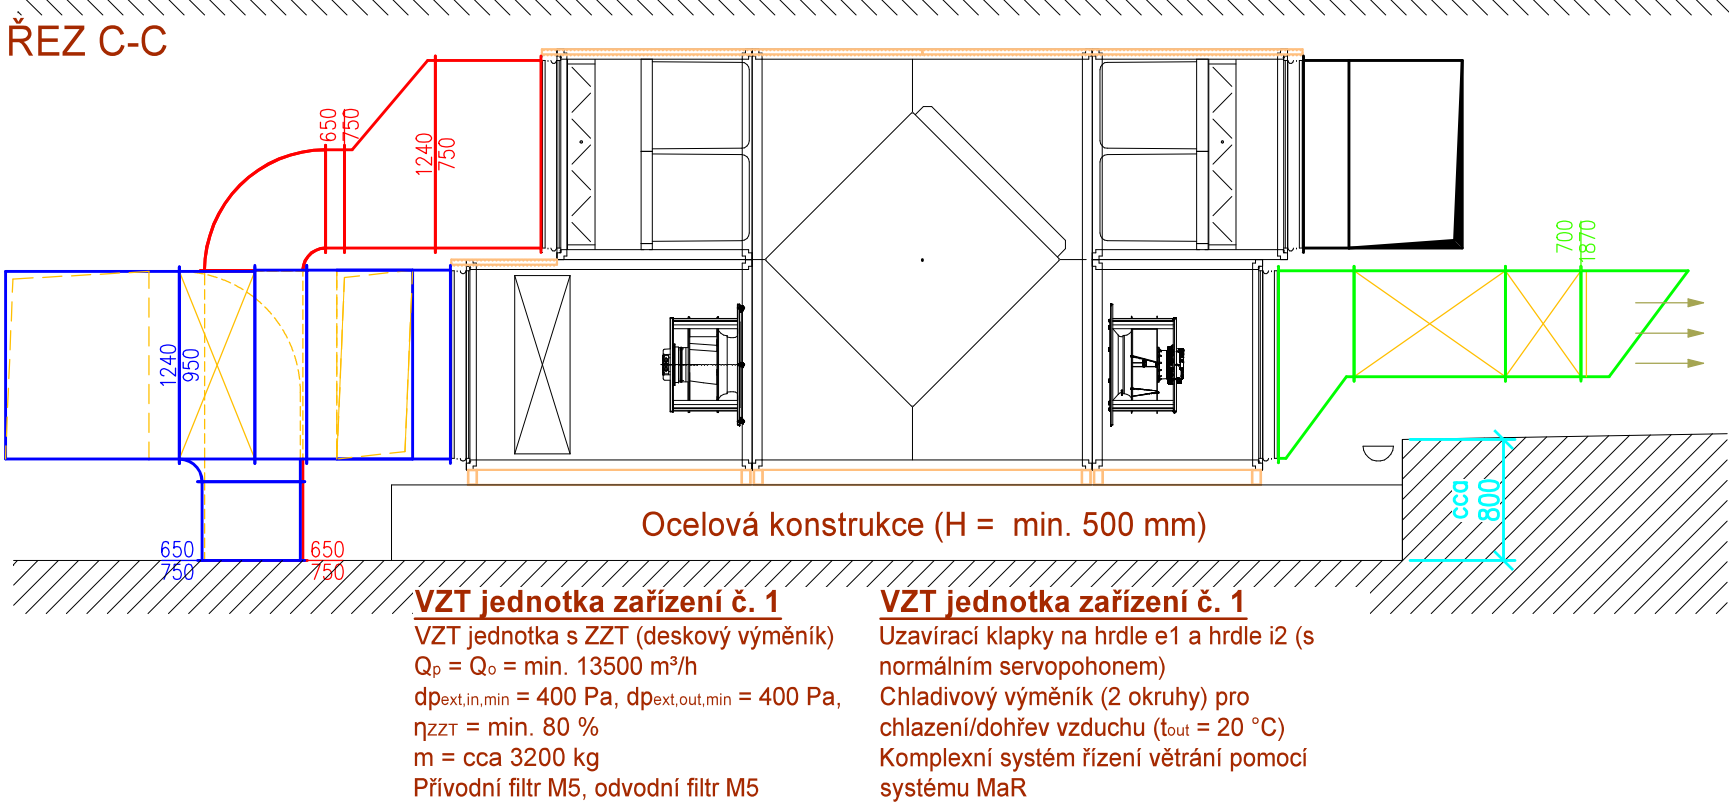 ŘEZ C-C
650
750
1240
750
700
1870
1240
950
cca
800
Ocelová konstrukce (H = min. 500 mm)
650
750
650
750
VZT jednotka zařízení č. 1
VZT jednotka s ZZT (deskový výměník)
Qp = Qo = min. 13500 m³/h
dpext,in,min = 400 Pa, dpext,out,min = 400 Pa,
ηZZT = min. 80 %
m = cca 3200 kg
Přívodní filtr M5, odvodní filtr M5
VZT jednotka zařízení č. 1
Uzavírací klapky na hrdle e1 a hrdle i2 (s
normálním servopohonem)
Chladivový výměník (2 okruhy) pro
chlazení/dohřev vzduchu (tout = 20 °C)
Komplexní systém řízení větrání pomocí
systému MaR